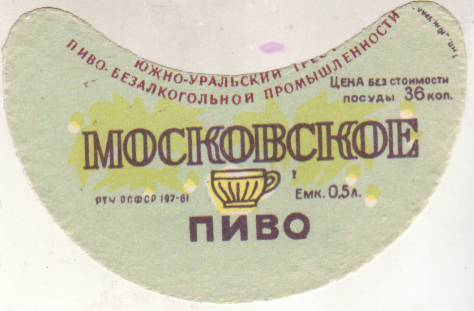 ЮЖНО-УРАЛЬСКИЙ ТРЕСТ
ПИВО-БЕЗАЛКОГОЛЬНОЙ ПРОМЫШЛЕННОСТИ
ЦЕНА БЕЗ СТОИМОСТИ
ПОСУДЫ 36 КОП.
МОСКОВСКОЕ
РТУ РСФСР 197-61
ЕМК. 0,5Л.
ПИВО